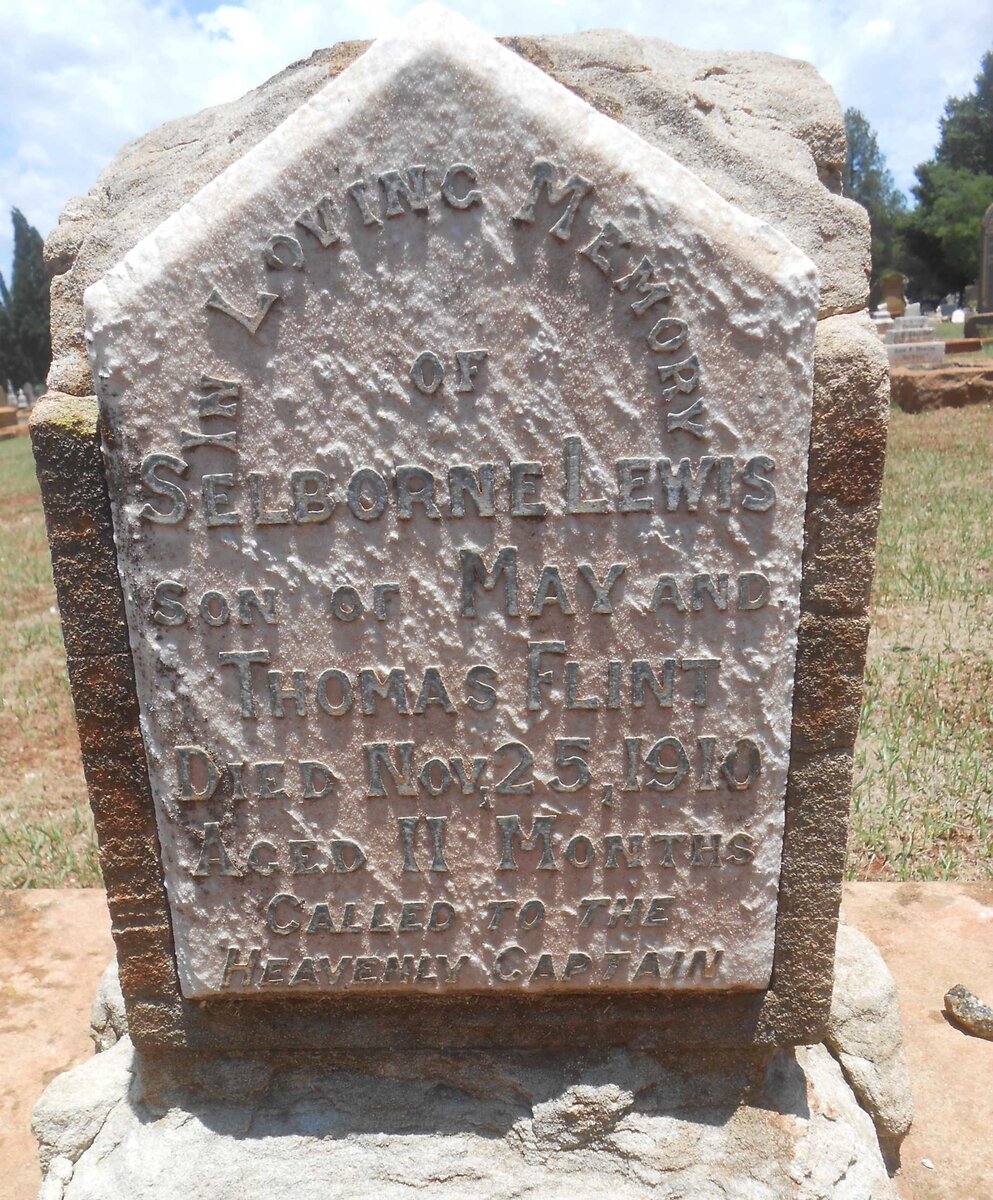 IN LOVING MEMORY
OF
SELBORNE LEWIS
SON OF MAY AND
THOMAS FLINT
DIED NOV, 25, 1910
AGED 11 MONTHS
CALLED TO THE
HEAVENLY CAPTAIN